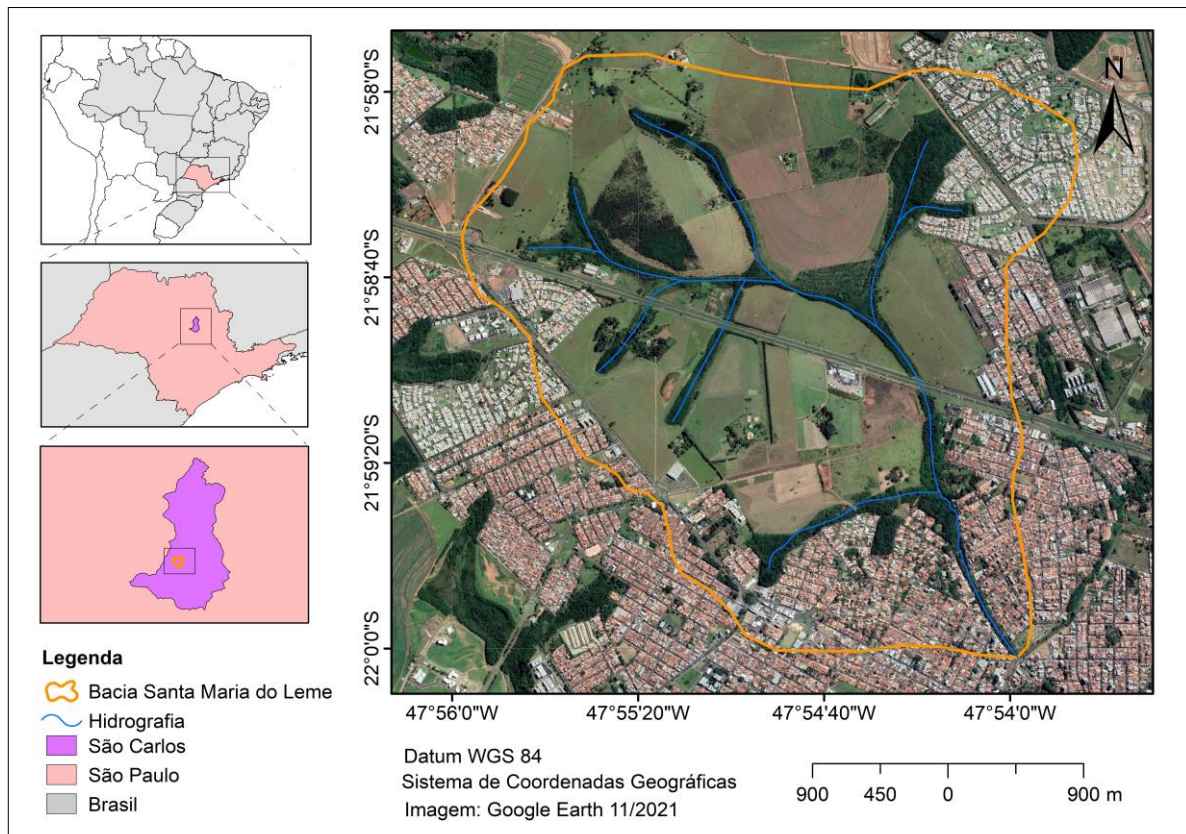 N
21°58'0"S
21°58'40"S
21°59'20"S
22°0'0"S
47°56'0"W 47°55'20"W 47°54'40"W 47°54'0"W
Legenda
Bacia Santa Maria do Leme
Hidrografia
São Carlos
São Paulo
Brasil
Datum WGS 84
Sistema de Coordenadas Geográficas
Imagem: Google Earth 11/2021
900 450 0 900 m